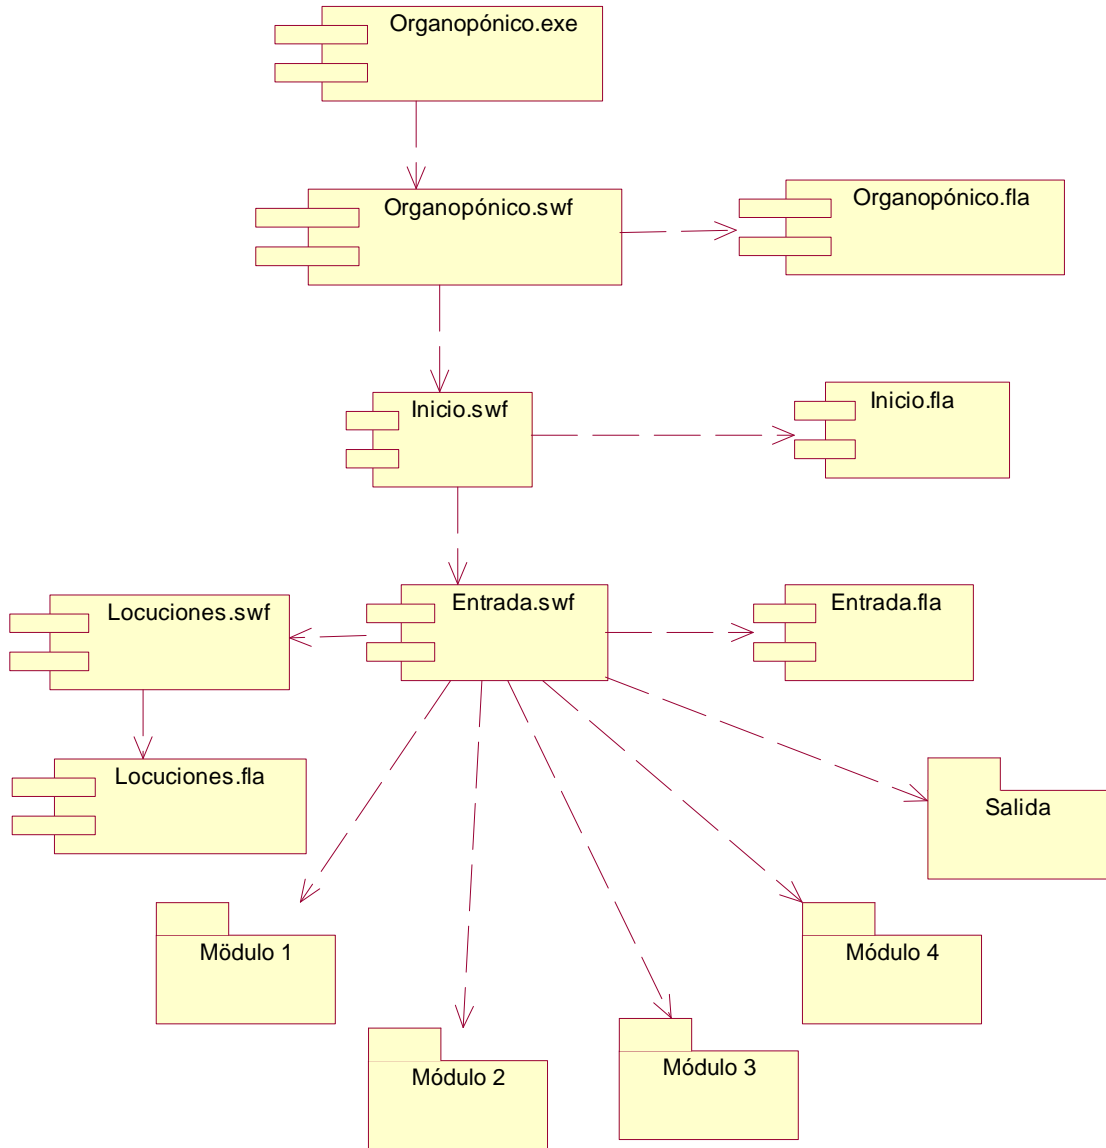 Organopónico.exe
Organopónico.swf
Organopónico.fla
Inicio.swf
Inicio.fla
Locuciones.swf
Entrada.swf
Entrada.fla
Locuciones.fla
Salida
Mödulo 1
Módulo 4
Módulo 2
Módulo 3